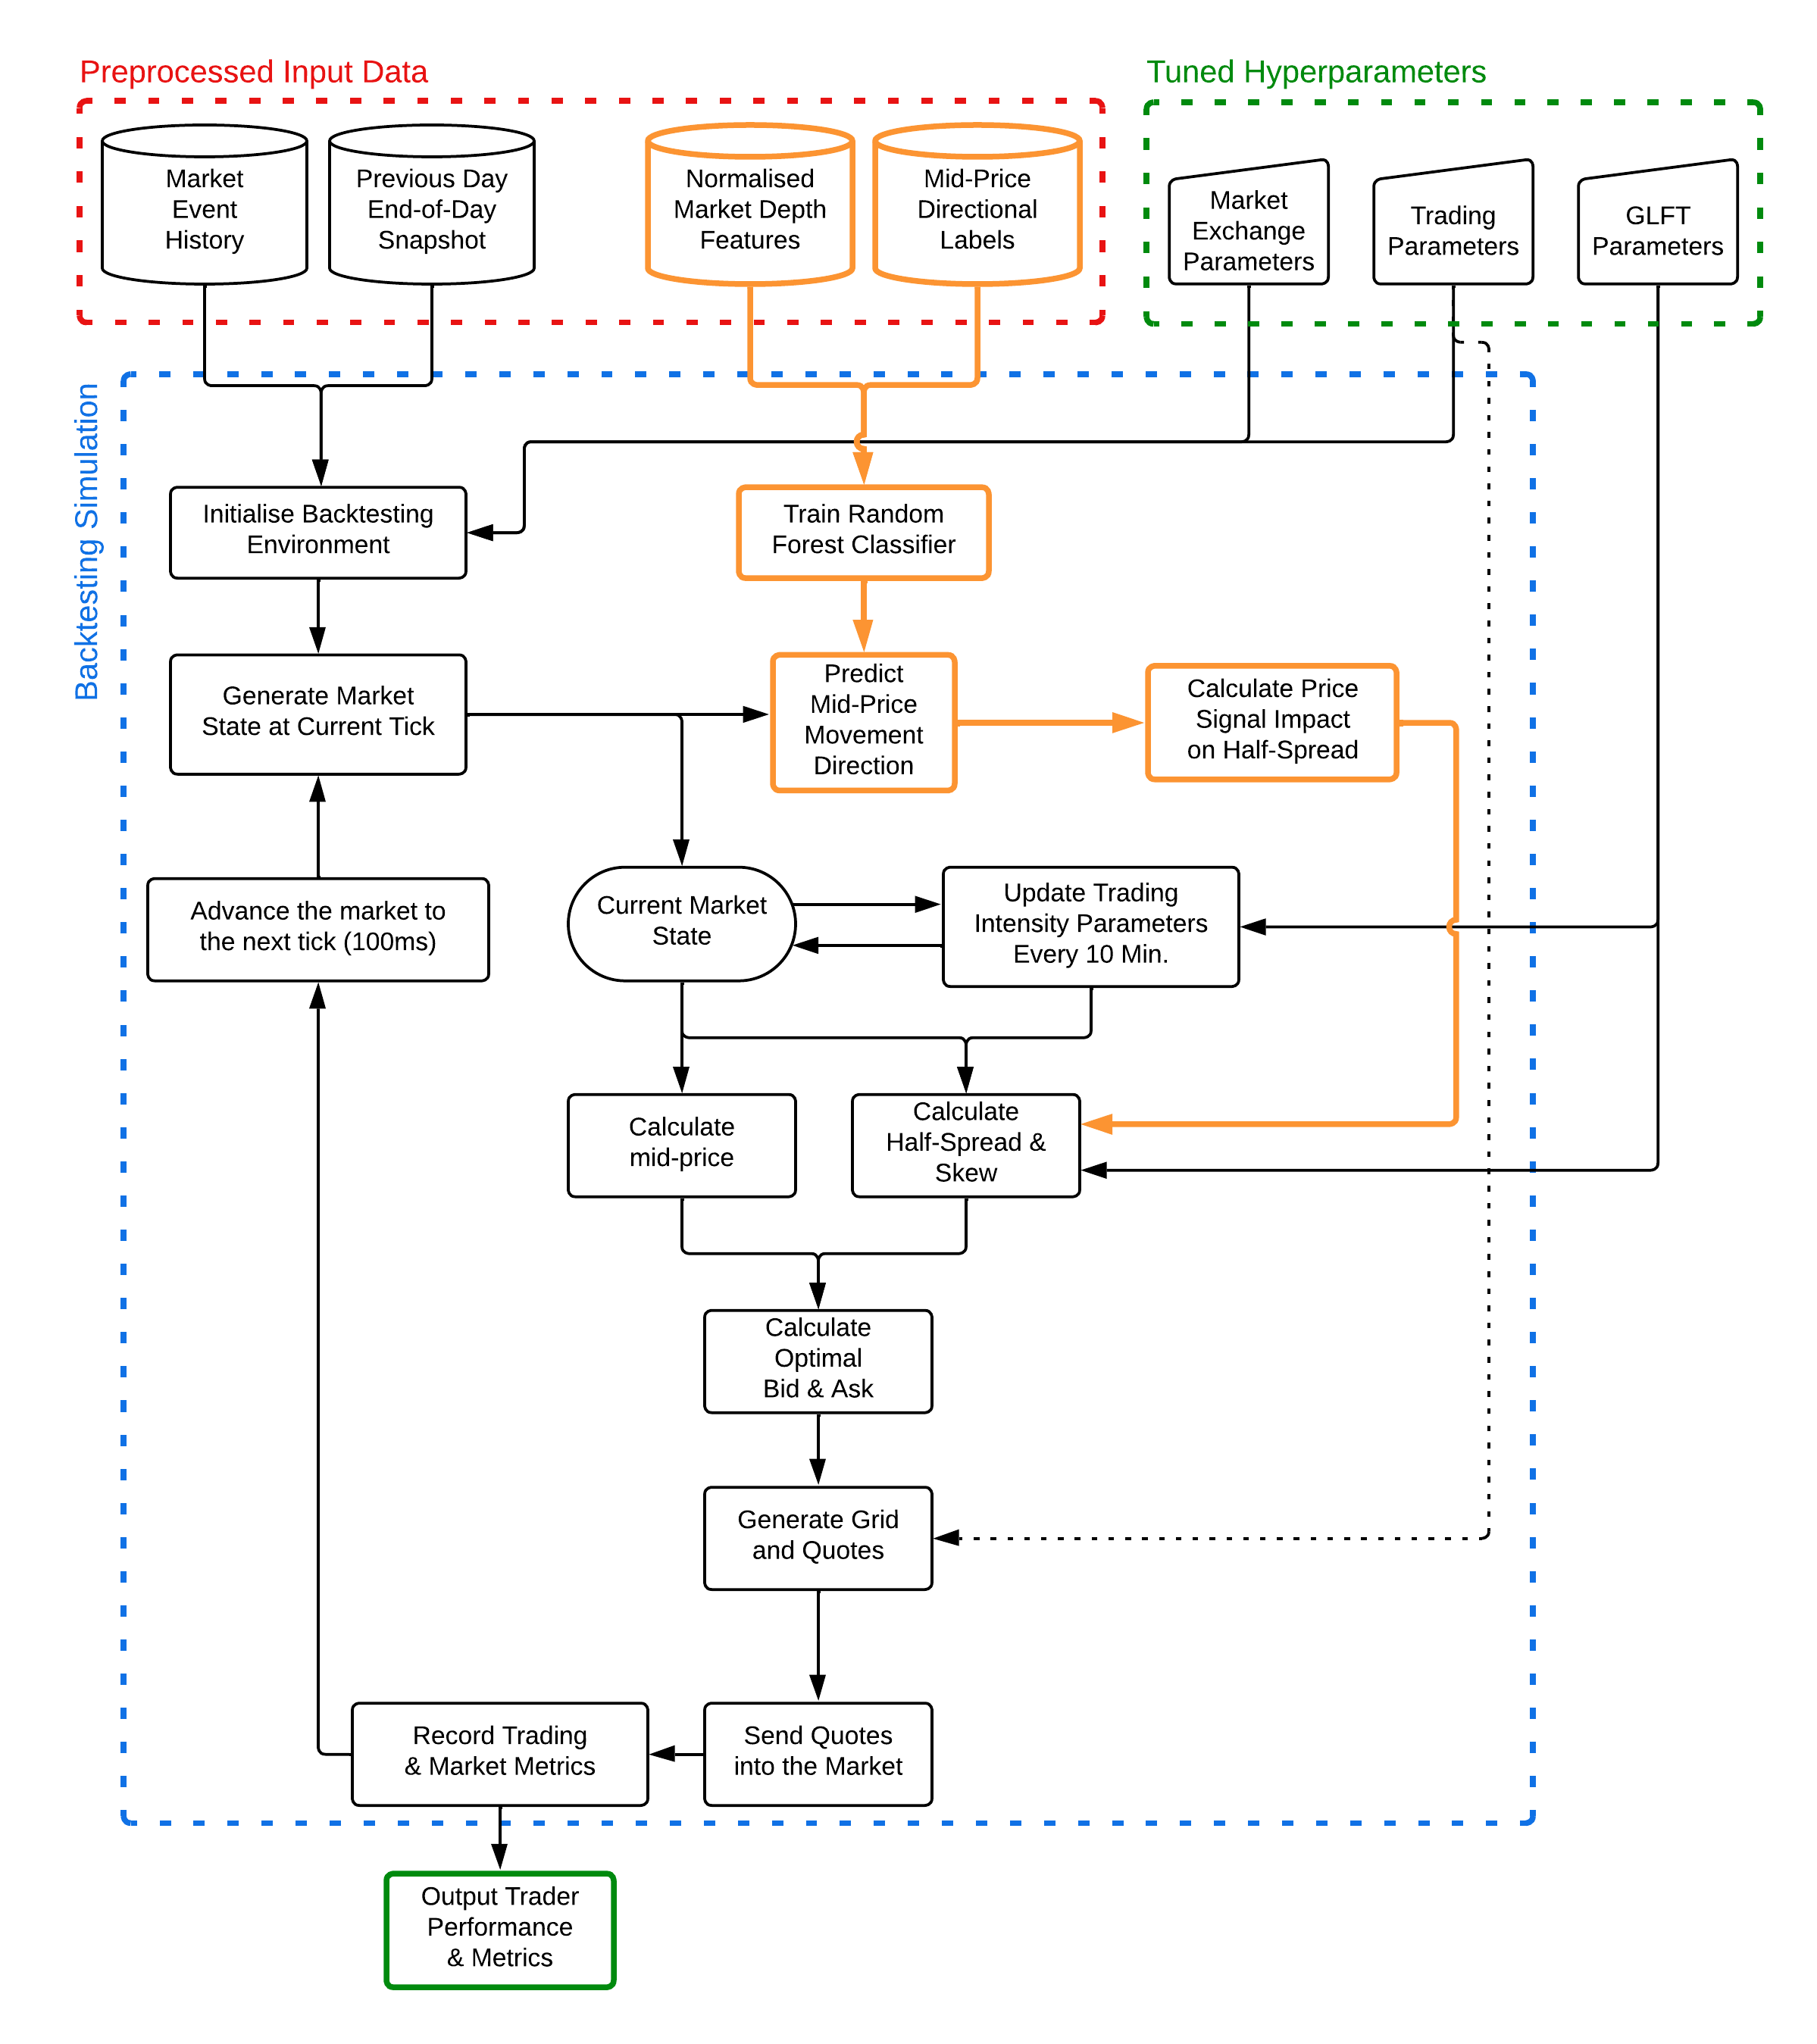 Preprocessed Input Data
Tuned Hyperparameters
Market
Event
History
Previous Day
End-of-Day
Snapshot
Normalised
Market Depth
Features
Mid-Price
Directional
Labels
Market
Exchange
Parameters
Trading
Parameters
GLFT
Parameters
Backtesting Simulation
Initialise Backtesting
Environment
Train Random
Forest Classifier
Generate Market
State at Current Tick
Predict
Mid-Price
Movement
Direction
Calculate Price
Signal Impact
on Half-Spread
Advance the market to
the next tick (100ms)
Current Market
State
Update Trading
Intensity Parameters
Every 10 Min.
Calculate
mid-price
Calculate
Half-Spread &
Skew
Calculate
Optimal
Bid & Ask
Generate Grid
and Quotes
Record Trading
& Market Metrics
Send Quotes
into the Market
Output Trader
Performance
& Metrics